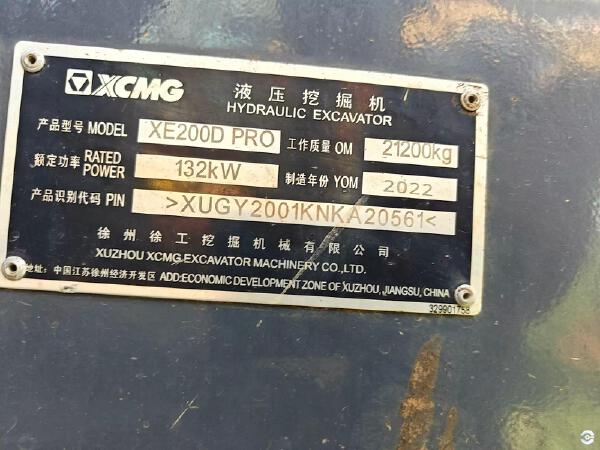 XCMG 液压挖掘机
HYDRAULIC EXCAVATOR
产品型号 MODEL XE200D PRO 工作质量 OM 21200kg
额定功率 RATED POWER 132kW 制造年份 YOM 2022
产品识别代码 PIN >XUGY2001KNKA20561<
徐州徐工挖掘机械有限公司
XUZHOU XCMG EXCAVATOR MACHINERY CO.,LTD.
地址: 中国江苏徐州经济开发区 ADD:ECONOMIC DEVELOPMENT ZONE OF XUZHOU, JIANGSU, CHINA
329901758